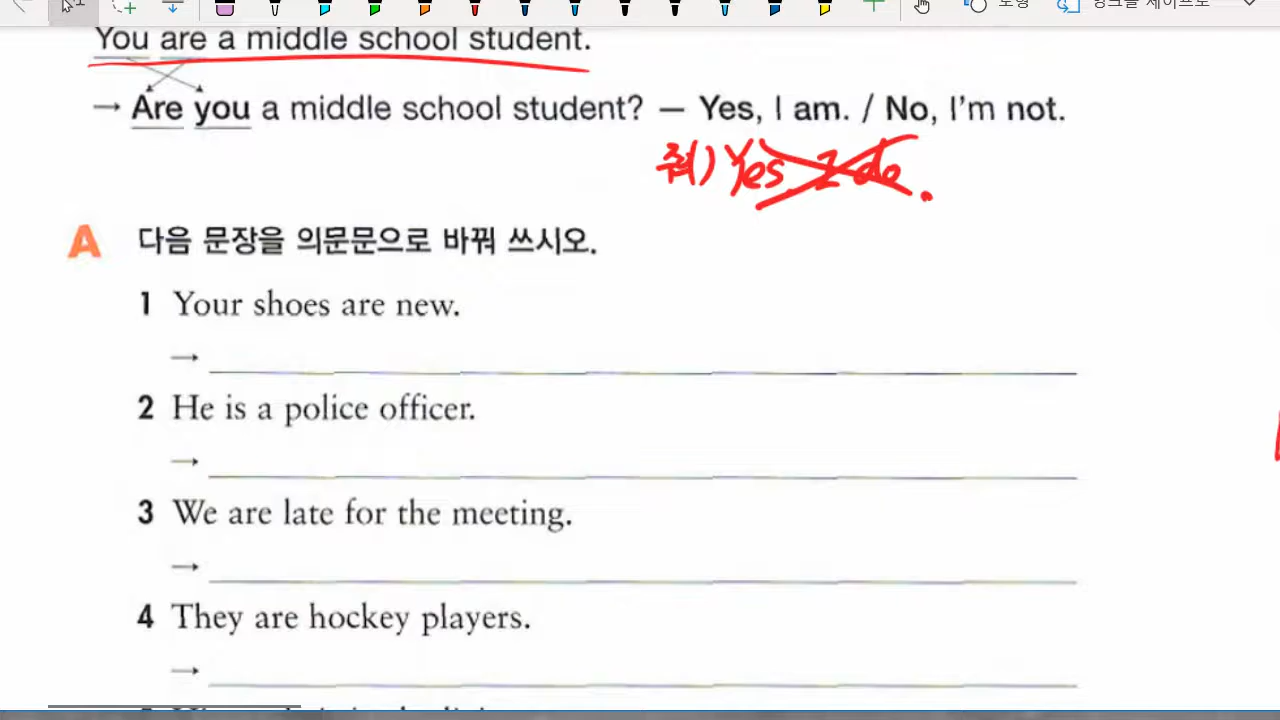 You are a middle school student.
→ Are you a middle school student? — Yes, I am. / No, I'm not.
Yes I do.
A 다음 문장을 의문문으로 바꿔 쓰시오.
1 Your shoes are new.
→
2 He is a police officer.
→
3 We are late for the meeting.
→
4 They are hockey players.
→